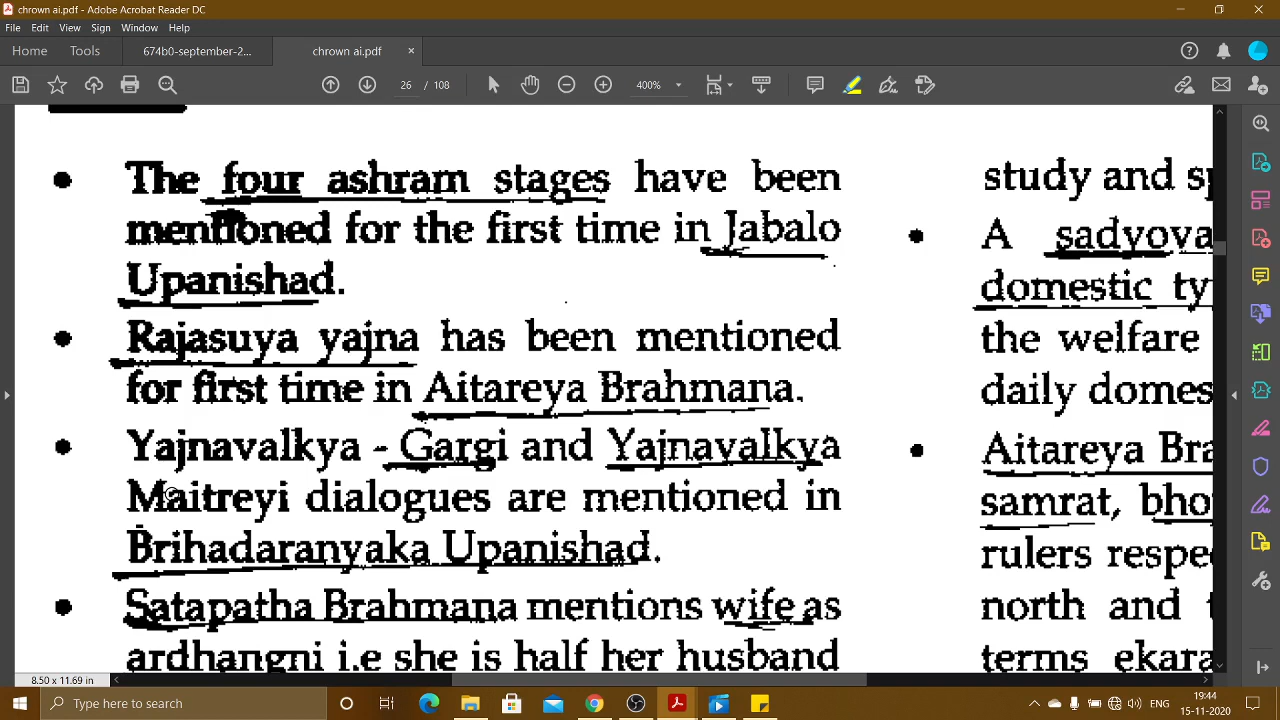 chrown ai.pdf - Adobe Acrobat Reader DC
File Edit View Sign Window Help
Home Tools 674b0-september-2... chrown ai.pdf ×
26 / 108 400%
• The four ashram stages have been
mentioned for the first time in Jabalo
Upanishad.
• Rajasuya yajna has been mentioned
for first time in Aitareya Brahmana.
• Yajnavalkya - Gargi and Yajnavalkya
Maitreyi dialogues are mentioned in
Brihadaranyaka Upanishad.
• Satapatha Brahmana mentions wife as
ardhangni i.e she is half her husband
study and sp
• A sadyova
domestic ty
the welfare
daily domes
• Aitareya Bra
samrat, bho
rulers respec
north and t
terms ekara
8.50 x 11.69 in
Type here to search
19:44
ENG
15-11-2020